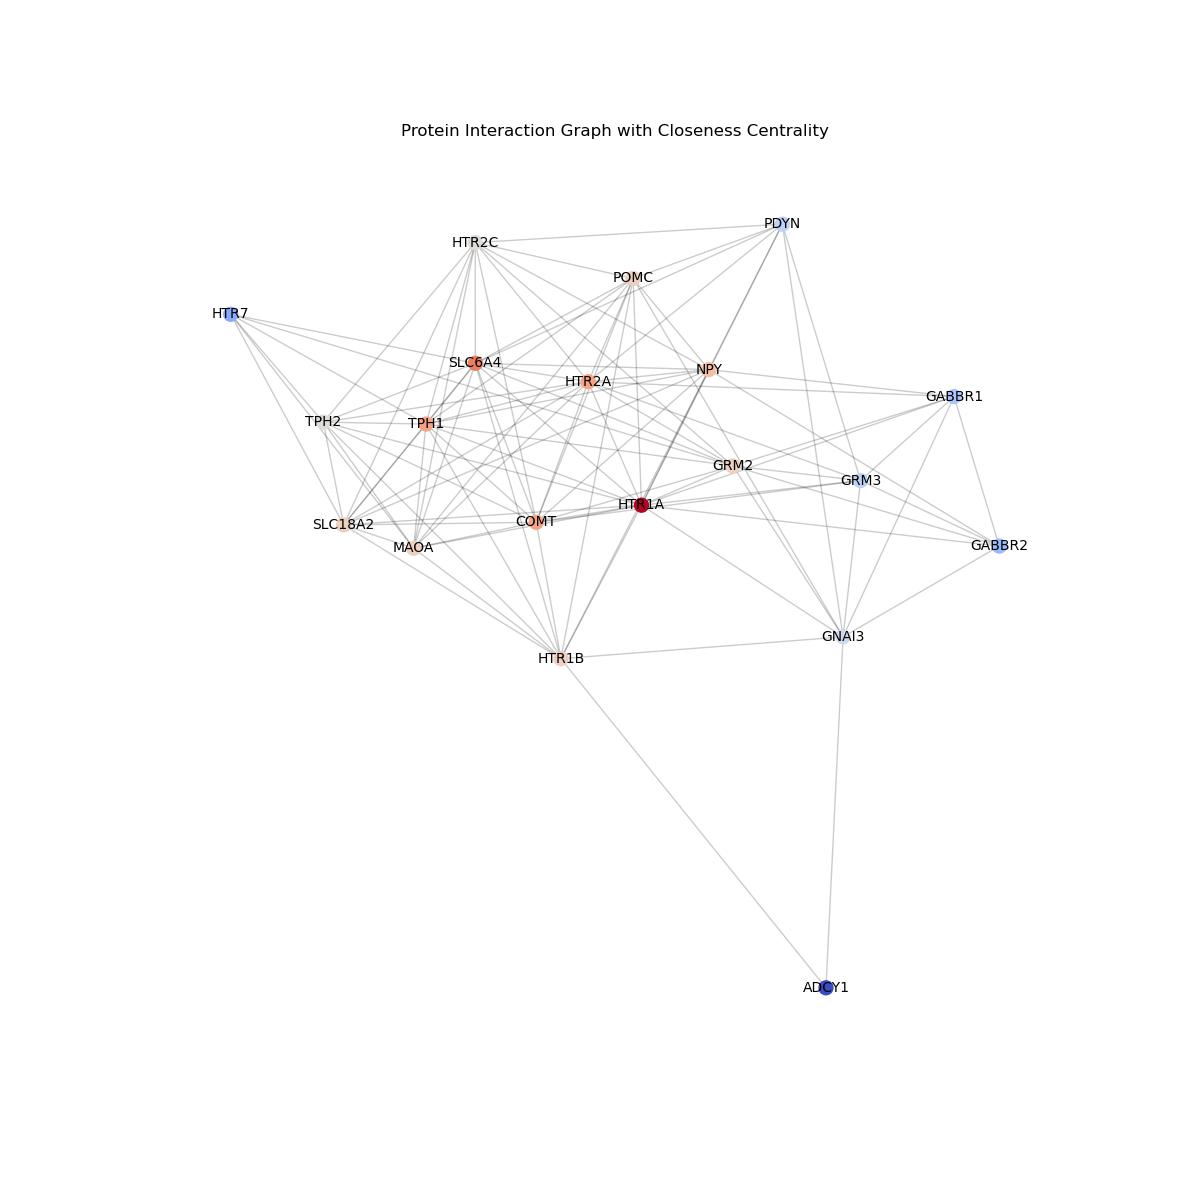 Protein Interaction Graph with Closeness Centrality
PDYN
HTR2C
POMC
HTR7
SLC6A4
NPY
HTR2A
GABBR1
TPH2
TPH1
GRM2
GRM3
HTR1A
SLC18A2
COMT
MAOA
GABBR2
GNAI3
HTR1B
ADCY1